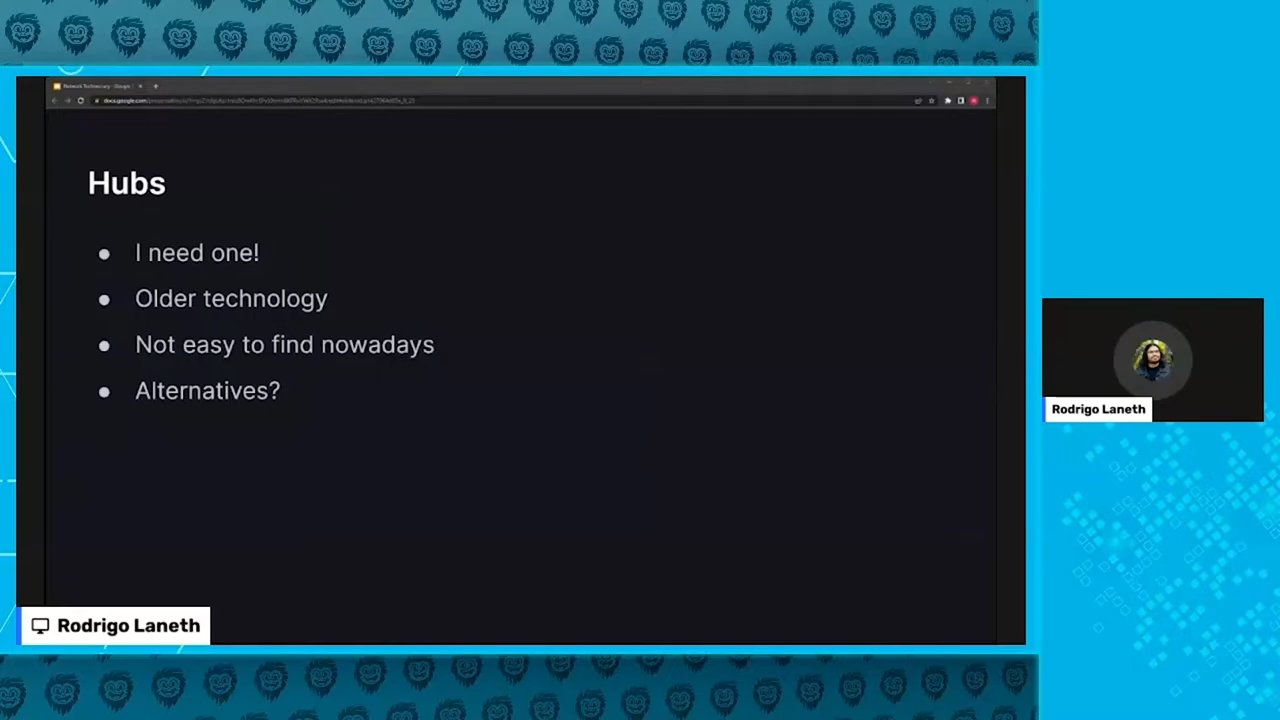 Hubs
I need one!
Older technology
Not easy to find nowadays
Alternatives?
Rodrigo Laneth
Rodrigo Laneth